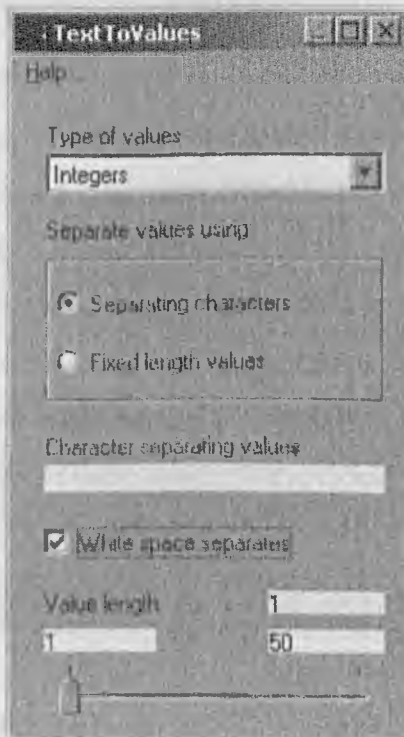 TextToValues
Help
Type of values
Integers
Separate values using
Separating characters
Fixed length values
Character separating values
White space separates
Value length 1
1 50